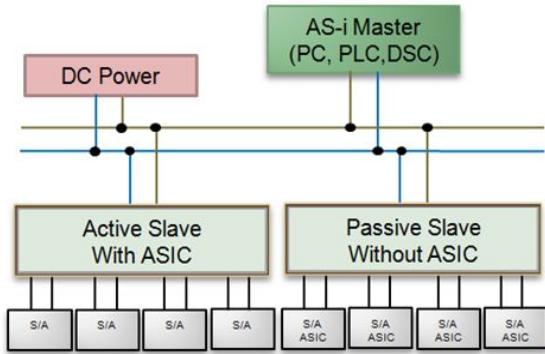 AS-i Master
(PC, PLC,DSC)
DC Power
Active Slave
With ASIC
Passive Slave
Without ASIC
S/A
S/A
S/A
S/A
S/A
ASIC
S/A
ASIC
S/A
ASIC
S/A
ASIC